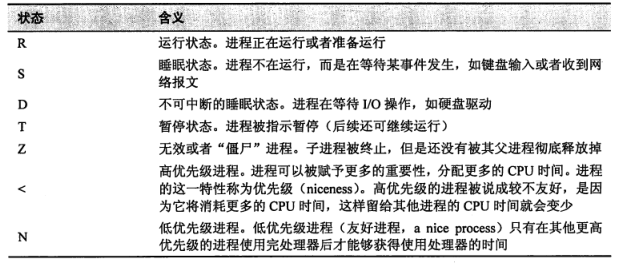 状态 含义
R 运行状态。进程正在运行或者准备运行
S 睡眠状态。进程不在运行，而是在等待某事件发生，如键盘输入或者收到网
络报文
D 不可中断的睡眠状态。进程在等待 I/O 操作，如硬盘驱动
T 暂停状态。进程被指示暂停（后续还可继续运行）
Z 无效或者“僵尸”进程。子进程被终止，但是还没有被其父进程彻底释放掉
高优先级进程。进程可以被赋予更多的重要性，分配更多的 CPU 时间。进程
< 的这一特性称为优先级（niceness）。高优先级的进程被说成较不友好，是因
为它将消耗更多的 CPU 时间，这样留给其他进程的 CPU 时间就会变少
N 低优先级进程。低优先级进程（友好进程，a nice process）只有在其他更高
优先级的进程使用完处理器后才能够获得使用处理器的时间